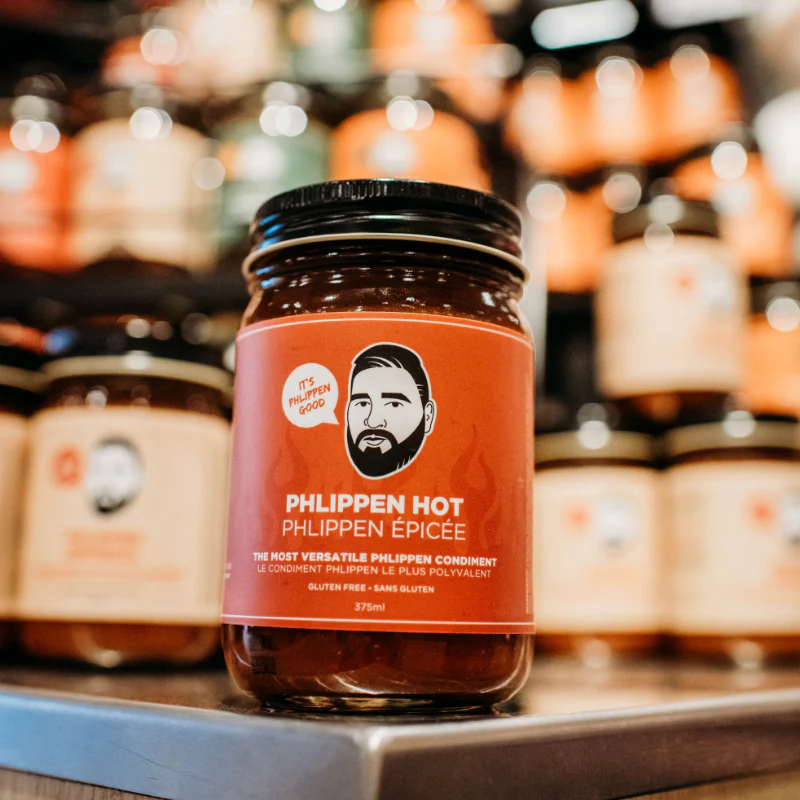 IT'S
PHLIPPEN
GOOD
PHLIPPEN HOT
PHLIPPEN ÉPICÉE
THE MOST VERSATILE PHLIPPEN CONDIMENT
LE CONDIMENT PHLIPPEN LE PLUS POLYVALENT
GLUTEN FREE - SANS GLUTEN
375ml